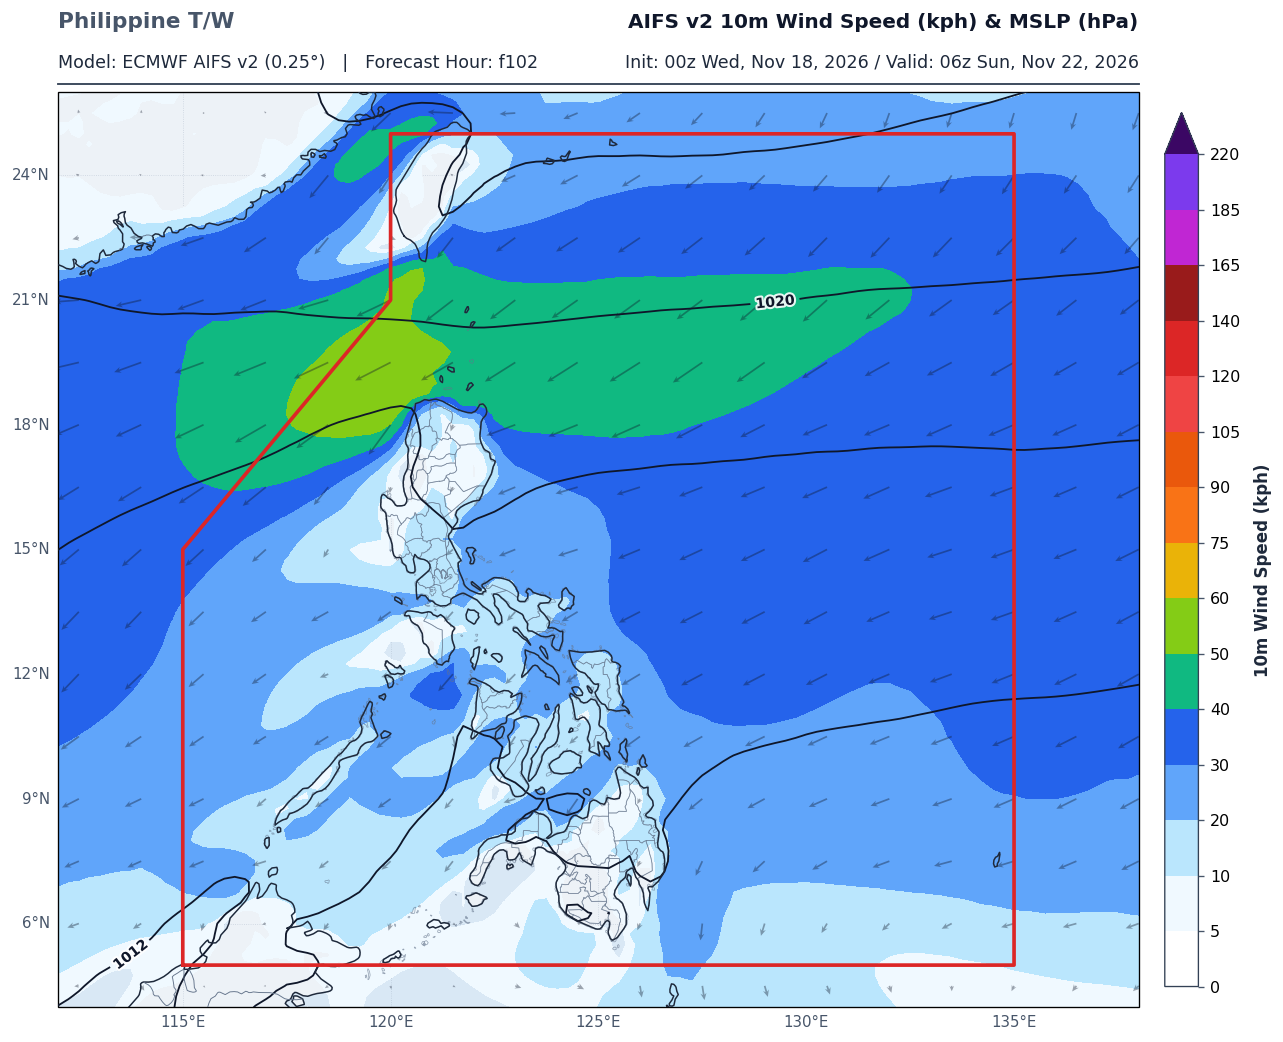 Philippine T/W
AIFS v2 10m Wind Speed (kph) & MSLP (hPa)
Model: ECMWF AIFS v2 (0.25°) | Forecast Hour: f102
Init: 00z Wed, Nov 18, 2026 / Valid: 06z Sun, Nov 22, 2026
24°N
21°N
18°N
15°N
12°N
9°N
6°N
1020
1012
115°E
120°E
125°E
130°E
135°E
220
185
165
140
120
105
90
75
60
50
40
30
20
10
5
0
10m Wind Speed (kph)